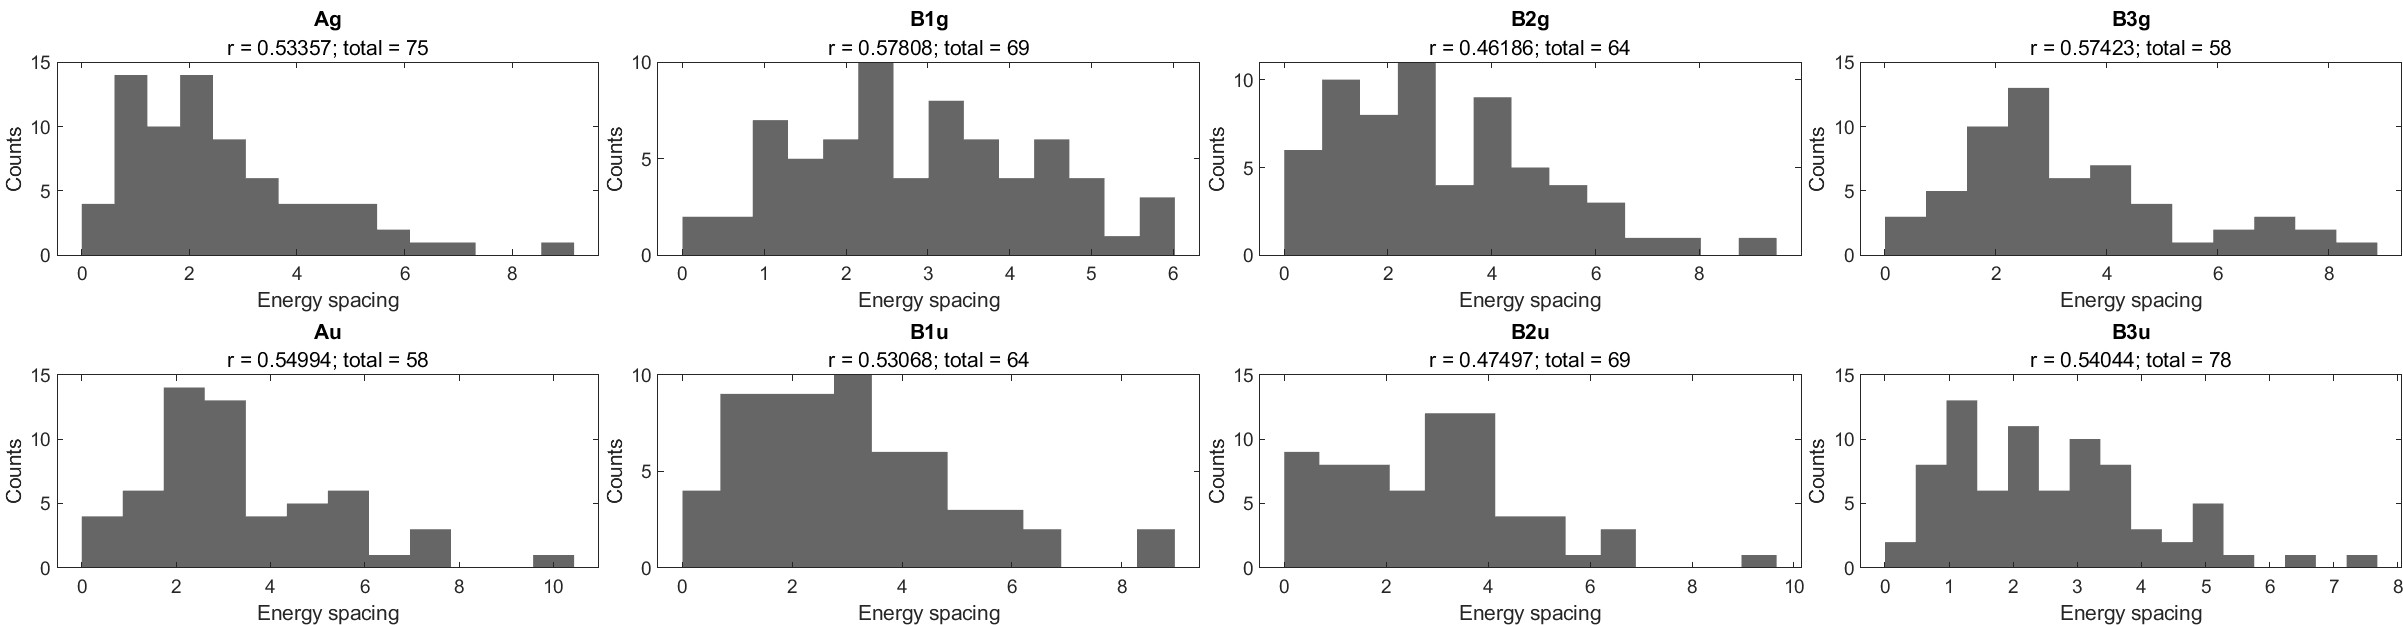 Ag
r = 0.53357; total = 75
15
10
5
0
Counts
0 2 4 6 8
Energy spacing
B1g
r = 0.57808; total = 69
10
5
0
Counts
0 1 2 3 4 5 6
Energy spacing
B2g
r = 0.46186; total = 64
10
5
0
Counts
0 2 4 6 8
Energy spacing
B3g
r = 0.57423; total = 58
15
10
5
0
Counts
0 2 4 6 8
Energy spacing
Au
r = 0.54994; total = 58
15
10
5
0
Counts
0 2 4 6 8 10
Energy spacing
B1u
r = 0.53068; total = 64
10
5
0
Counts
0 2 4 6 8
Energy spacing
B2u
r = 0.47497; total = 69
15
10
5
0
Counts
0 2 4 6 8 10
Energy spacing
B3u
r = 0.54044; total = 78
15
10
5
0
Counts
0 1 2 3 4 5 6 7 8
Energy spacing